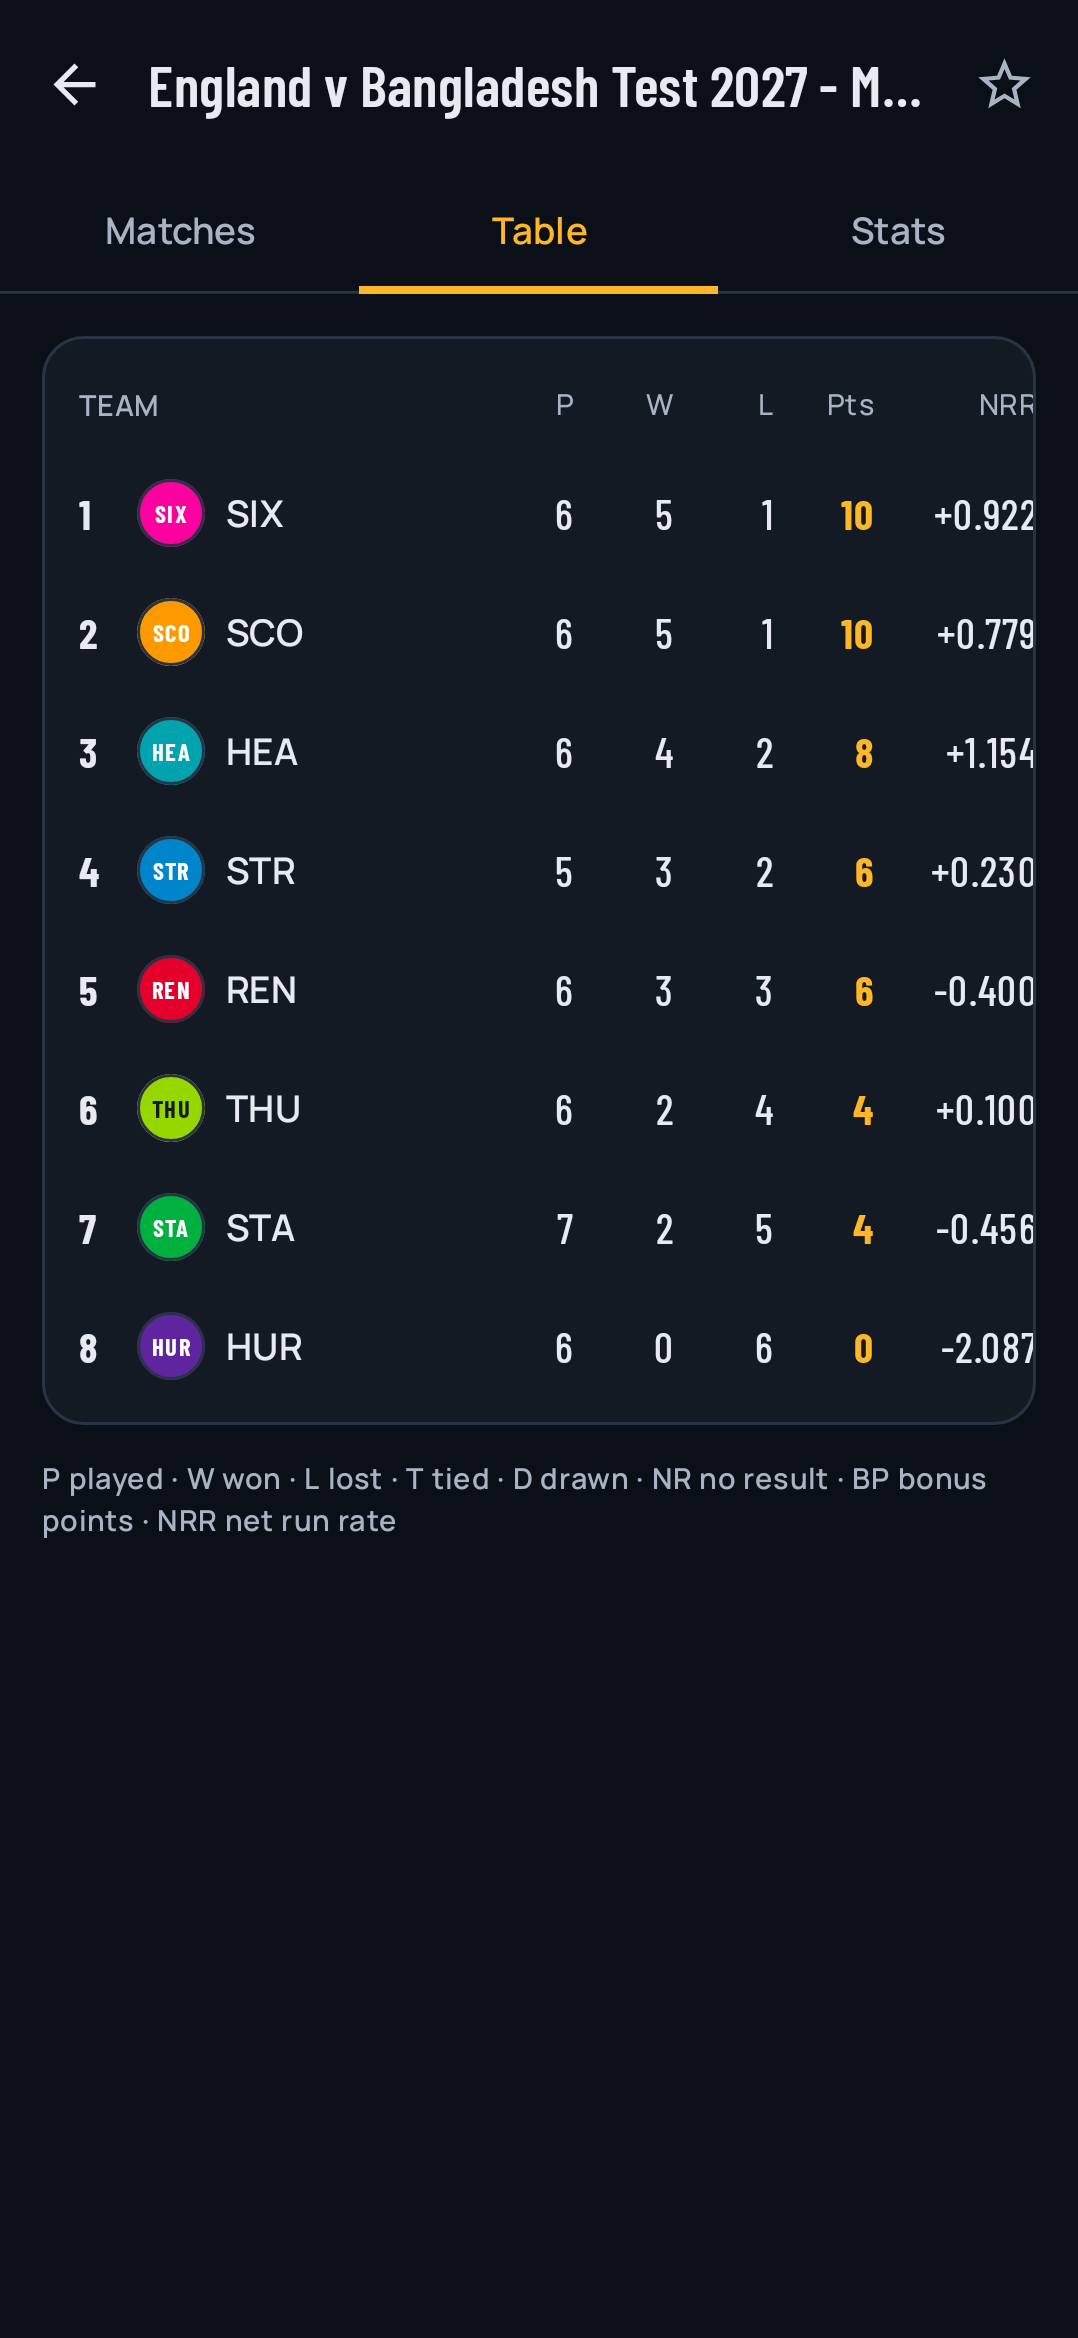 England v Bangladesh Test 2027 - M...
Matches Table Stats
TEAM P W L Pts NRR
1 SIX SIX 6 5 1 10 +0.922
2 SCO SCO 6 5 1 10 +0.779
3 HEA HEA 6 4 2 8 +1.154
4 STR STR 5 3 2 6 +0.230
5 REN REN 6 3 3 6 -0.400
6 THU THU 6 2 4 4 +0.100
7 STA STA 7 2 5 4 -0.456
8 HUR HUR 6 0 6 0 -2.087
P played · W won · L lost · T tied · D drawn · NR no result · BP bonus
points · NRR net run rate